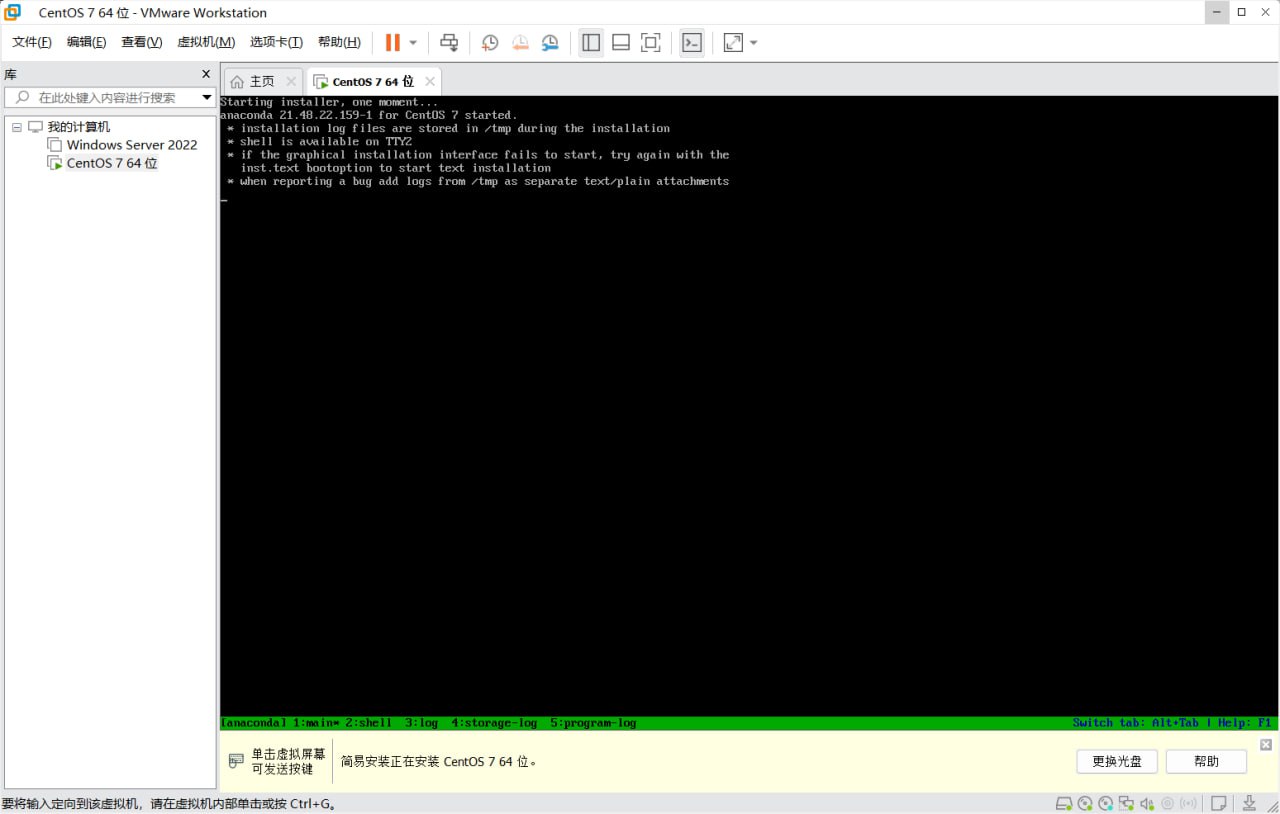 CentOS 7 64 位 - VMware Workstation
文件(F) 编辑(E) 查看(V) 虚拟机(M) 选项卡(T) 帮助(H)
库
主页
CentOS 7 64 位
在此处键入内容进行搜索
我的计算机
Windows Server 2022
CentOS 7 64 位
Starting installer, one moment...
anaconda 21.48.22.159-1 for CentOS 7 started.
* installation log files are stored in /tmp during the installation
* shell is available on TTY2
* if the graphical installation interface fails to start, try again with the
inst.text bootoption to start text installation
* when reporting a bug add logs from /tmp as separate text/plain attachments
[anaconda] 1:main* 2:shell 3:log 4:storage-log 5:program-log Switch tab: Alt+Tab | Help: F1
单击虚拟屏幕
可发送按键
简易安装正在安装 CentOS 7 64 位。
更换光盘
帮助
要将输入定向到该虚拟机，请在虚拟机内部单击或按 Ctrl+G。